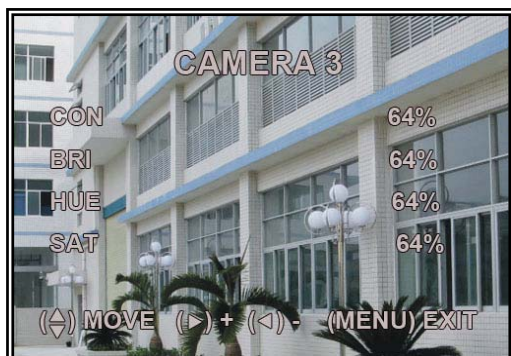 CAMERA 3
CON 64%
BRI 64%
HUE 64%
SAT 64%
(▲▼) MOVE (►) + (◄) - (MENU) EXIT